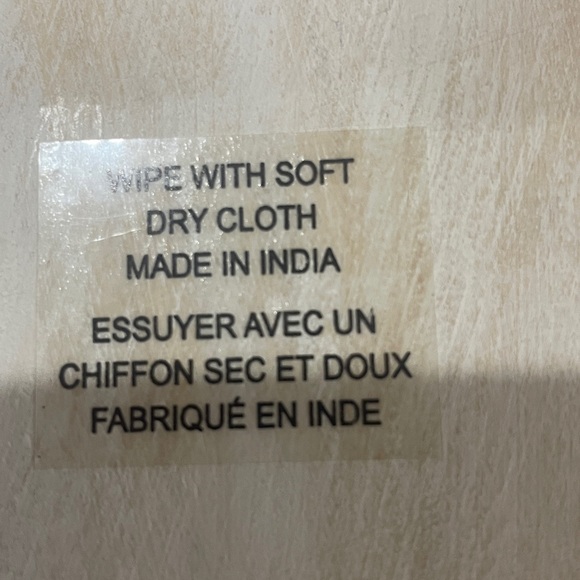 WIPE WITH SOFT
DRY CLOTH
MADE IN INDIA
ESSUYER AVEC UN
CHIFFON SEC ET DOUX
FABRIQUÉ EN INDE